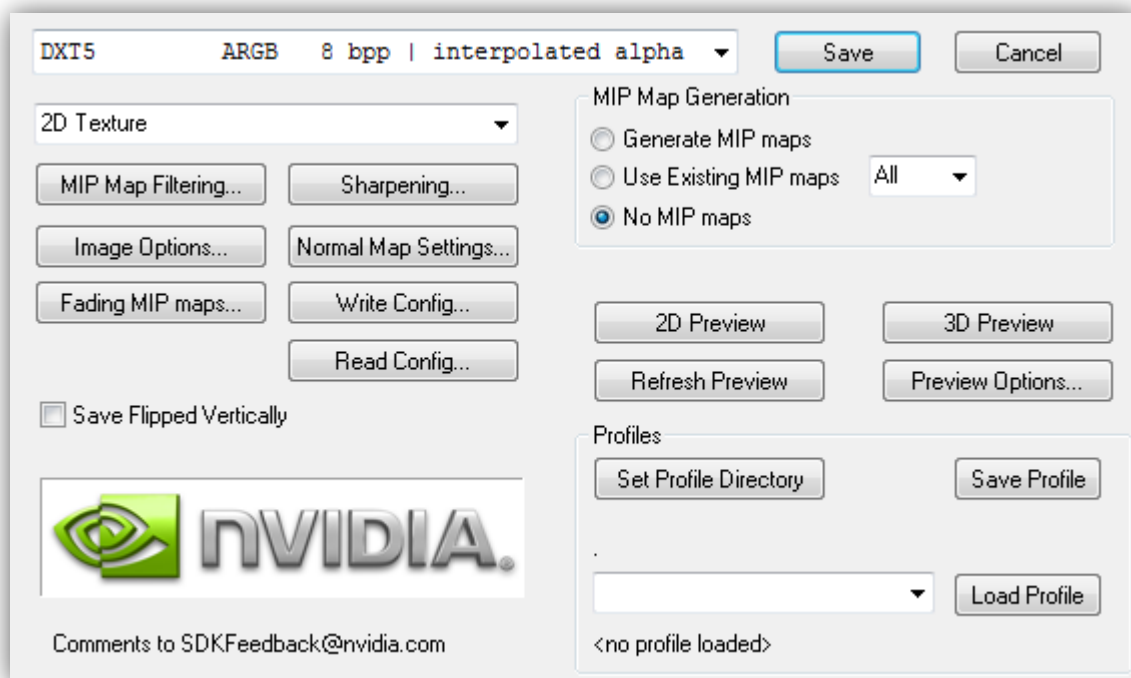 DXT5 ARGB 8 bpp | interpolated alpha
Save
Cancel
2D Texture
MIP Map Filtering...
Sharpening...
Image Options...
Normal Map Settings...
Fading MIP maps...
Write Config...
Read Config...
Save Flipped Vertically
MIP Map Generation
Generate MIP maps
Use Existing MIP maps
All
No MIP maps
2D Preview
3D Preview
Refresh Preview
Preview Options...
Profiles
Set Profile Directory
Save Profile
.
Load Profile
<no profile loaded>
nVIDIA®
Comments to SDKFeedback@nvidia.com